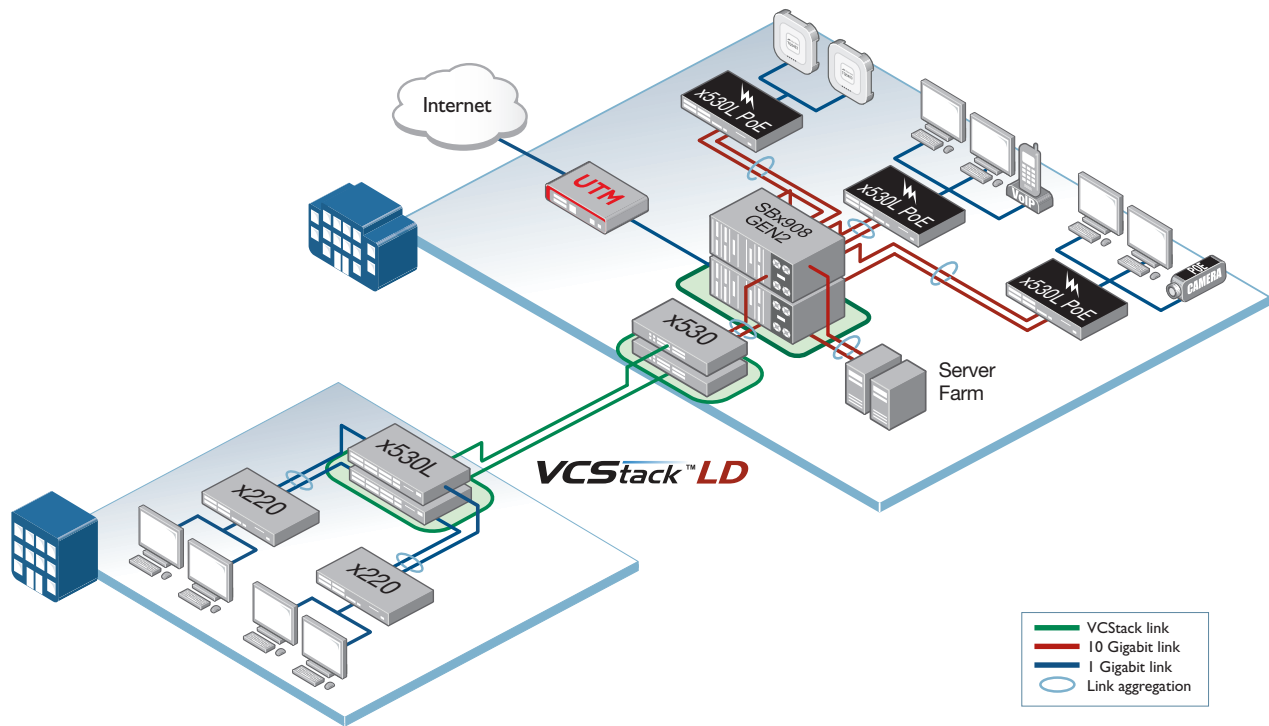 Internet
UTM
x530L PoE
x530L PoE
VoIP
x530L PoE
POE
CAMERA
SBx908
GEN2
x530
Server
Farm
x530L
x220
x220
VCStack™ LD
VCStack link
10 Gigabit link
1 Gigabit link
Link aggregation